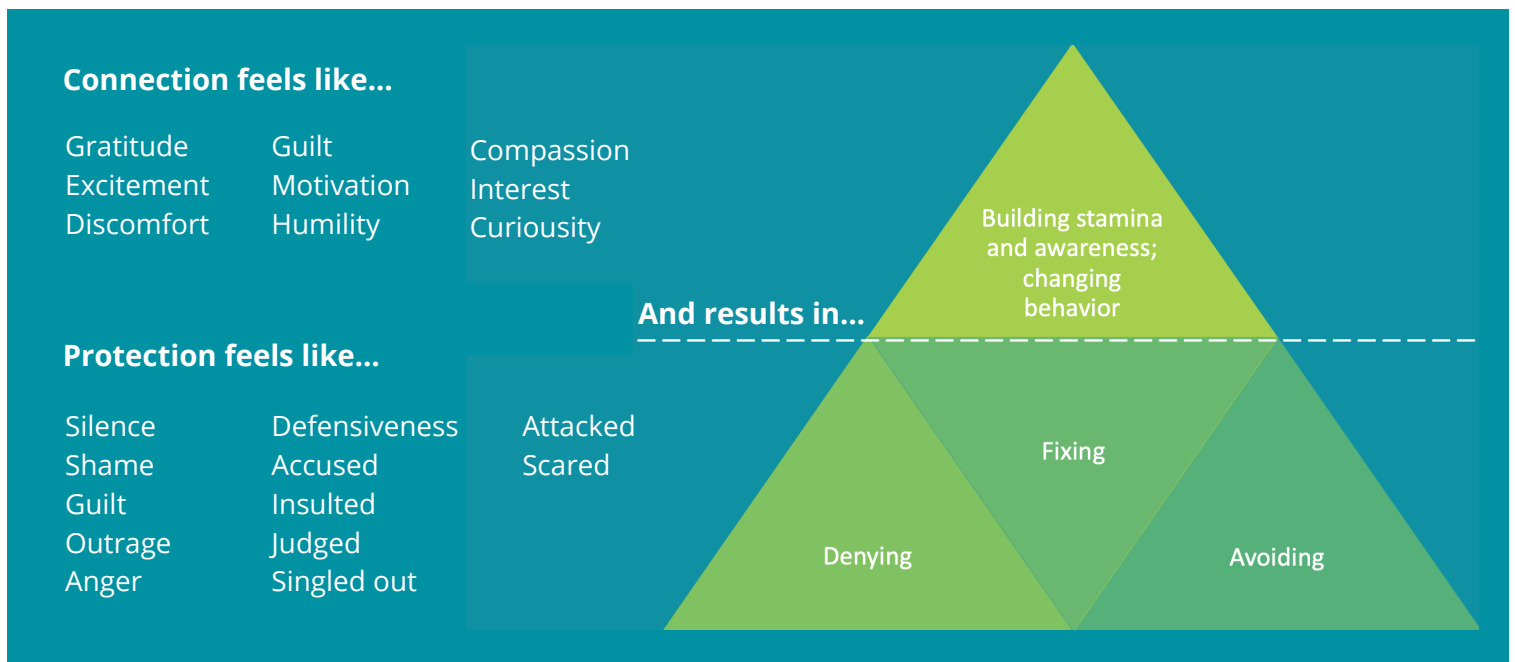 Connection feels like...
Gratitude
Excitement
Discomfort
Guilt
Motivation
Humility
Compassion
Interest
Curiousity
Building stamina
and awareness;
changing
behavior
And results in...
Protection feels like...
Silence
Shame
Guilt
Outrage
Anger
Defensiveness
Accused
Insulted
Judged
Singled out
Attacked
Scared
Fixing
Denying
Avoiding